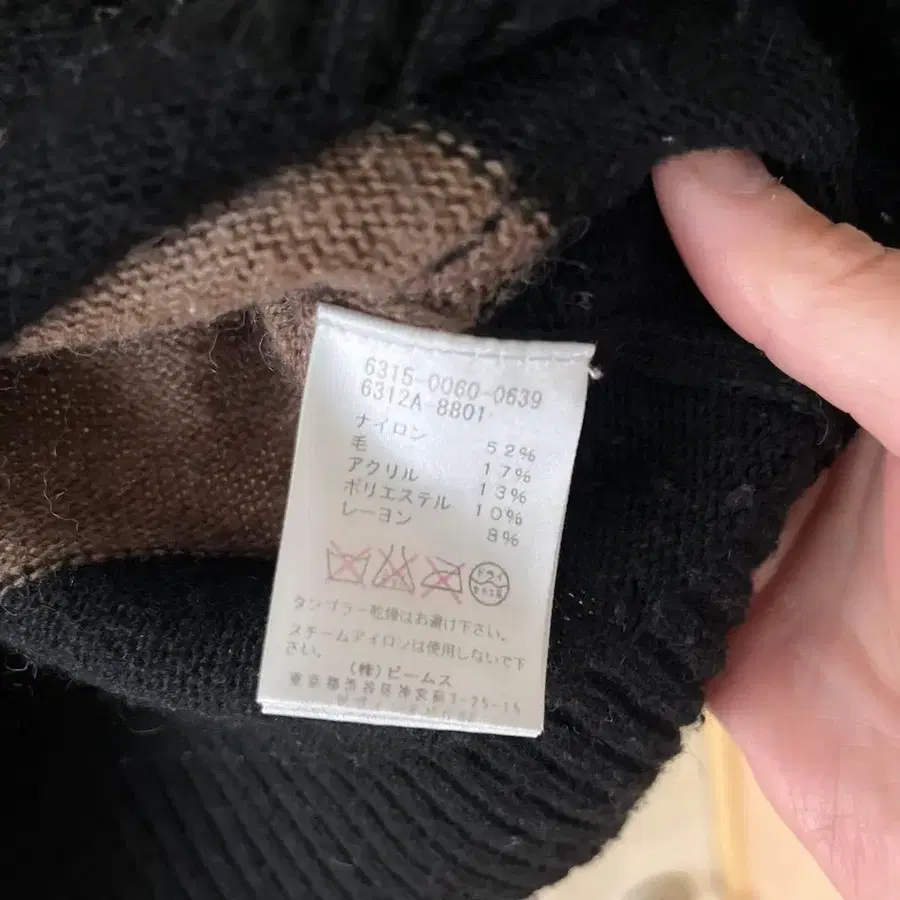 6315-0060-0639
6312A-8801
ナイロン 52%
毛 17%
アクリル 13%
ポリエステル 10%
レーヨン 8%
ドライ
タンブラー乾燥はお避け下さい。
スチームアイロンは使用しないで下
さい。
(株)ビームス
東京都渋谷区神宮前3-25-15